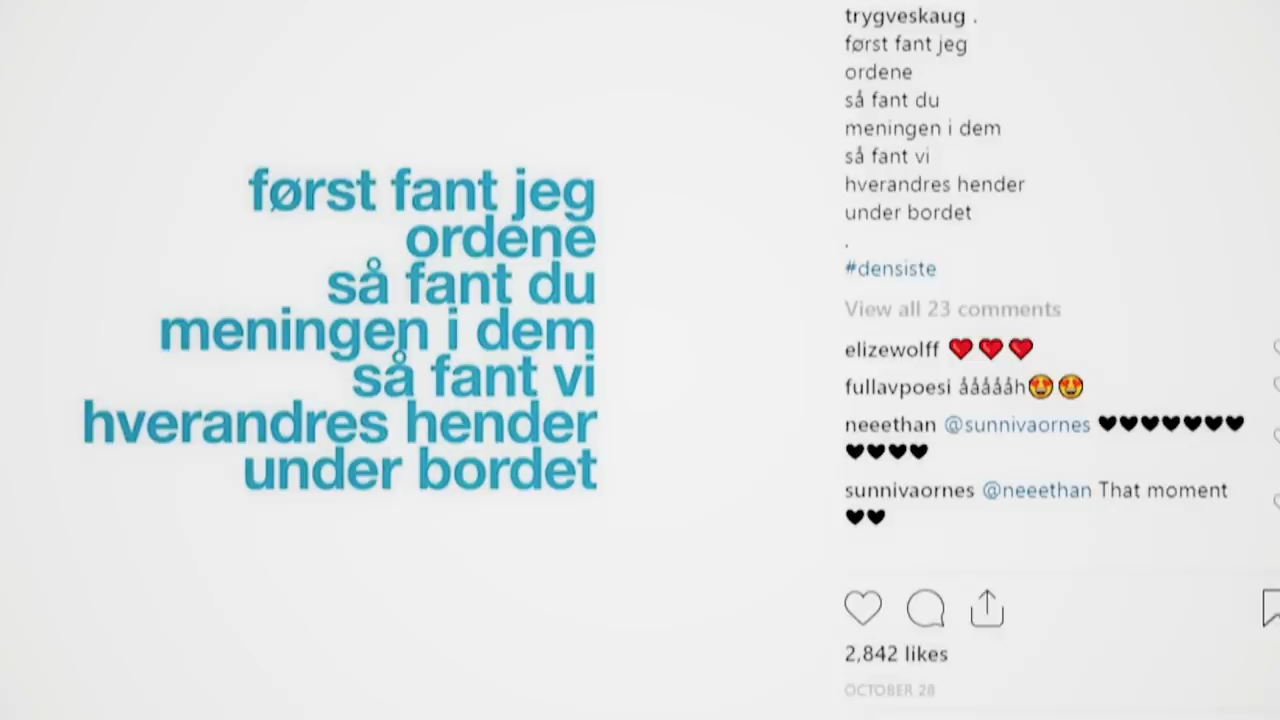 først fant jeg
ordene
så fant du
meningen i dem
så fant vi
hverandres hender
under bordet
trygveskaug .
først fant jeg
ordene
så fant du
meningen i dem
så fant vi
hverandres hender
under bordet
.
#densiste
View all 23 comments
elizewolff ❤️❤️❤️
fullavpoesi åååååh😍😍
neeethan @sunnivaornes ♥♥♥♥♥♥♥
♥♥♥♥
sunnivaornes @neeethan That moment
♥♥
2,842 likes
OCTOBER 28